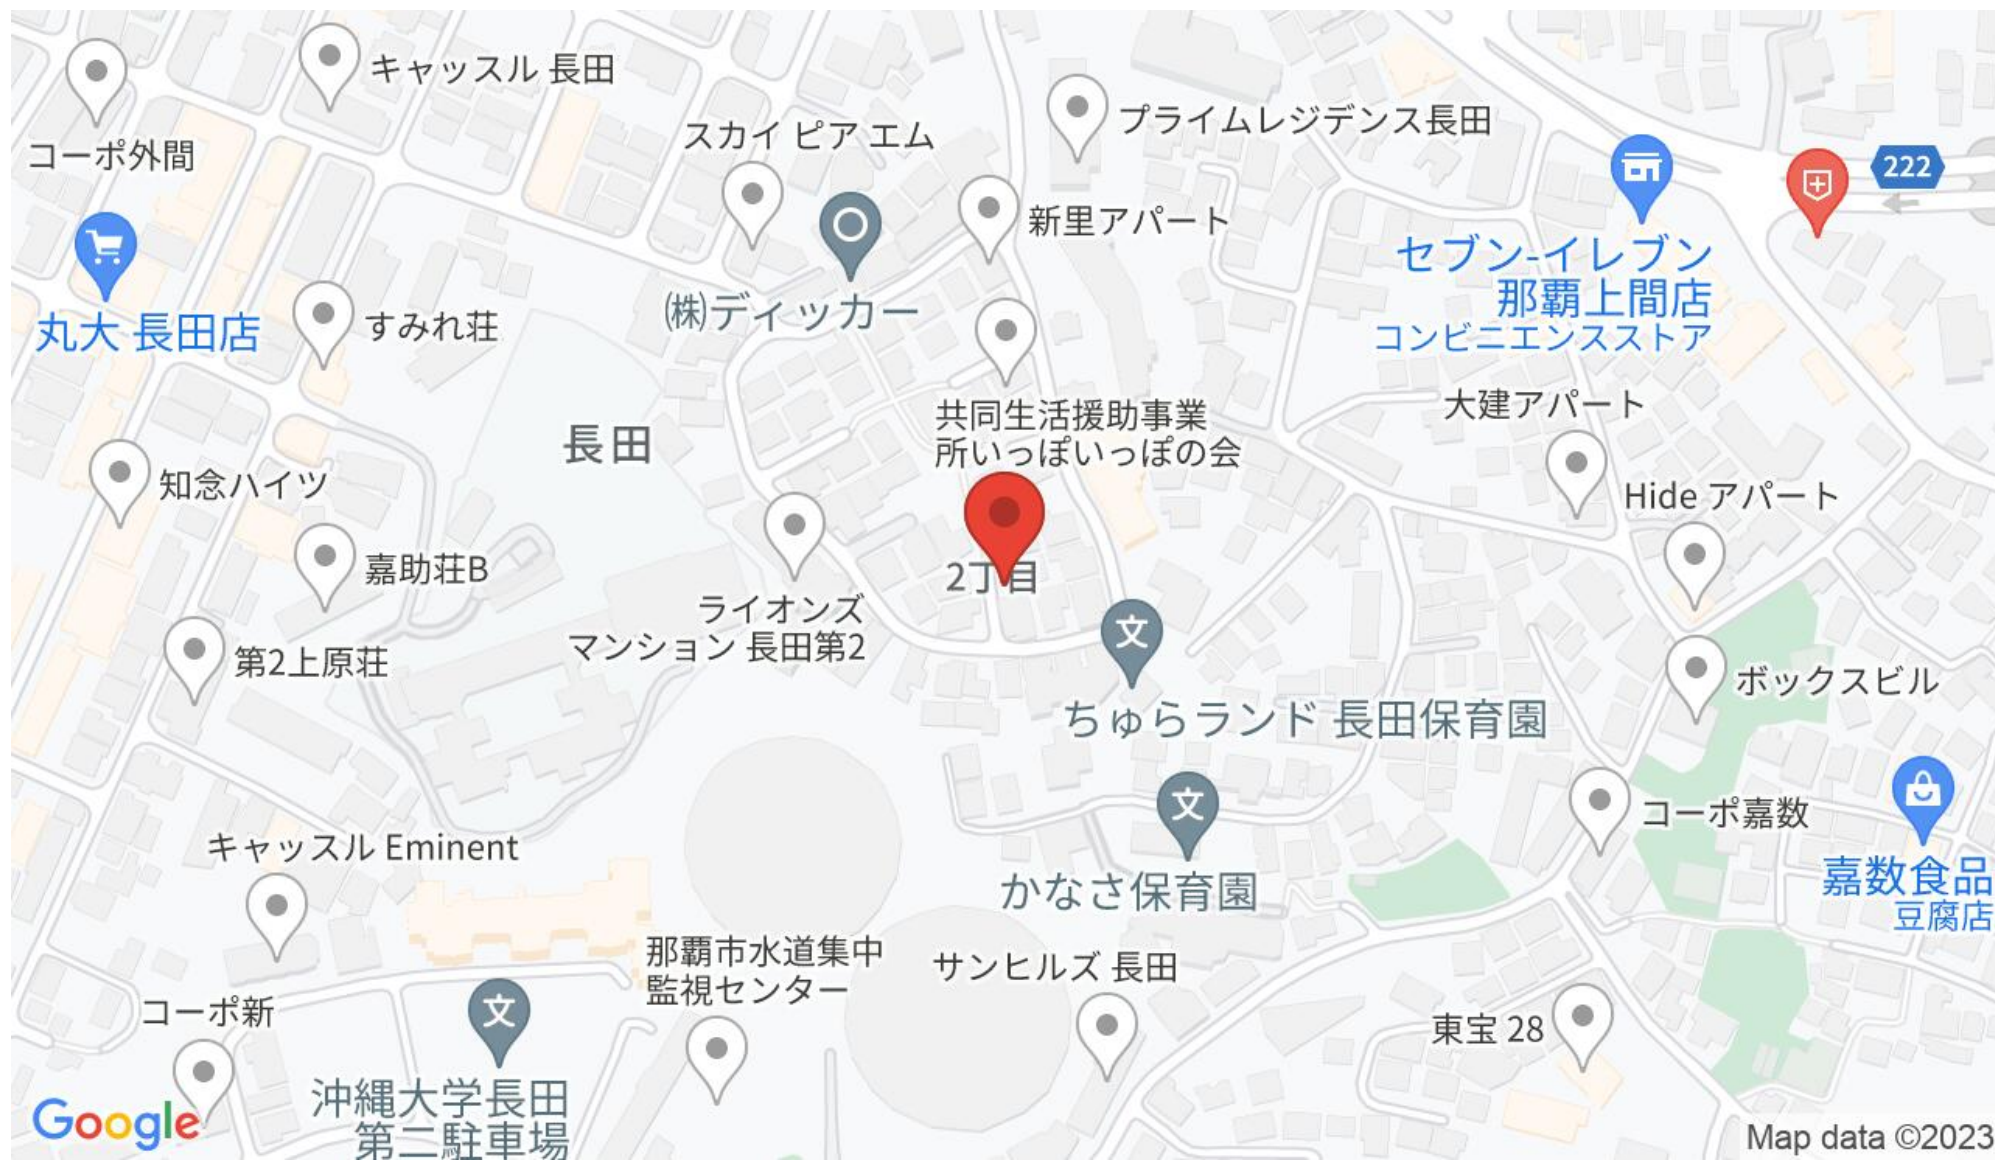 キャッスル 長田
コーポ外間
スカイ ピア エム
プライムレジデンス長田
222
新里アパート
セブン-イレブン
那覇上間店
コンビニエンスストア
丸大 長田店
すみれ荘
㈱ディッカー
共同生活援助事業
所いっぽいっぽの会
大建アパート
長田
知念ハイツ
Hide アパート
嘉助荘B
2丁目
ライオンズ
マンション 長田第2
文
第2上原荘
ボックスビル
ちゅらランド 長田保育園
文
コーポ嘉数
キャッスル Eminent
かなさ保育園
嘉数食品
豆腐店
那覇市水道集中
監視センター
サンヒルズ 長田
コーポ新
文
東宝 28
沖縄大学長田
第二駐車場
Google
Map data ©2023